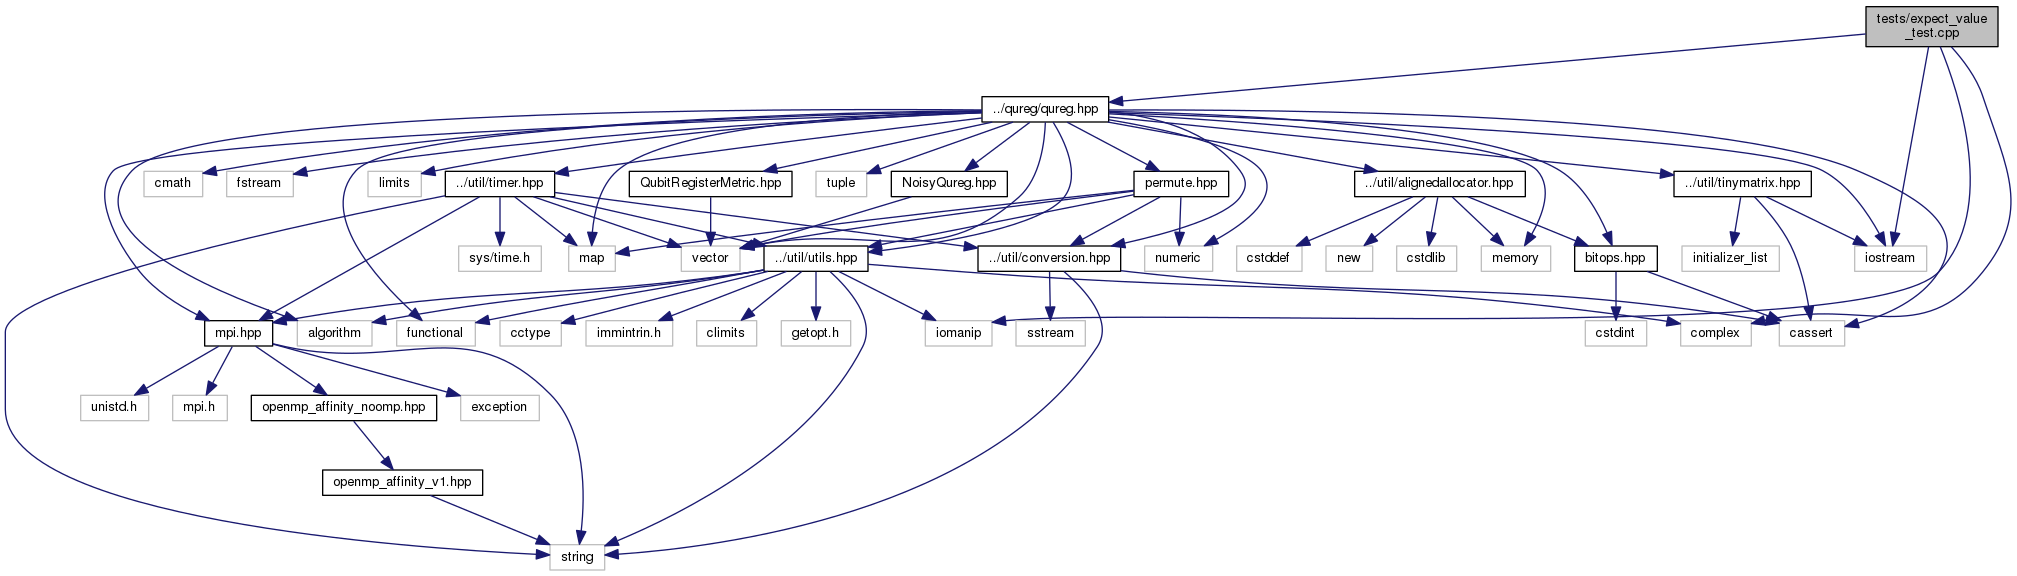 tests/expect_value
_test.cpp
../qureg/qureg.hpp
cmath
fstream
limits
../util/timer.hpp
QubitRegisterMetric.hpp
tuple
NoisyQureg.hpp
permute.hpp
../util/alignedallocator.hpp
../util/tinymatrix.hpp
sys/time.h
map
vector
../util/utils.hpp
../util/conversion.hpp
numeric
cstddef
new
cstdlib
memory
bitops.hpp
initializer_list
iostream
mpi.hpp
algorithm
functional
cctype
immintrin.h
climits
getopt.h
iomanip
sstream
cstdint
complex
cassert
unistd.h
mpi.h
openmp_affinity_noomp.hpp
exception
openmp_affinity_v1.hpp
string